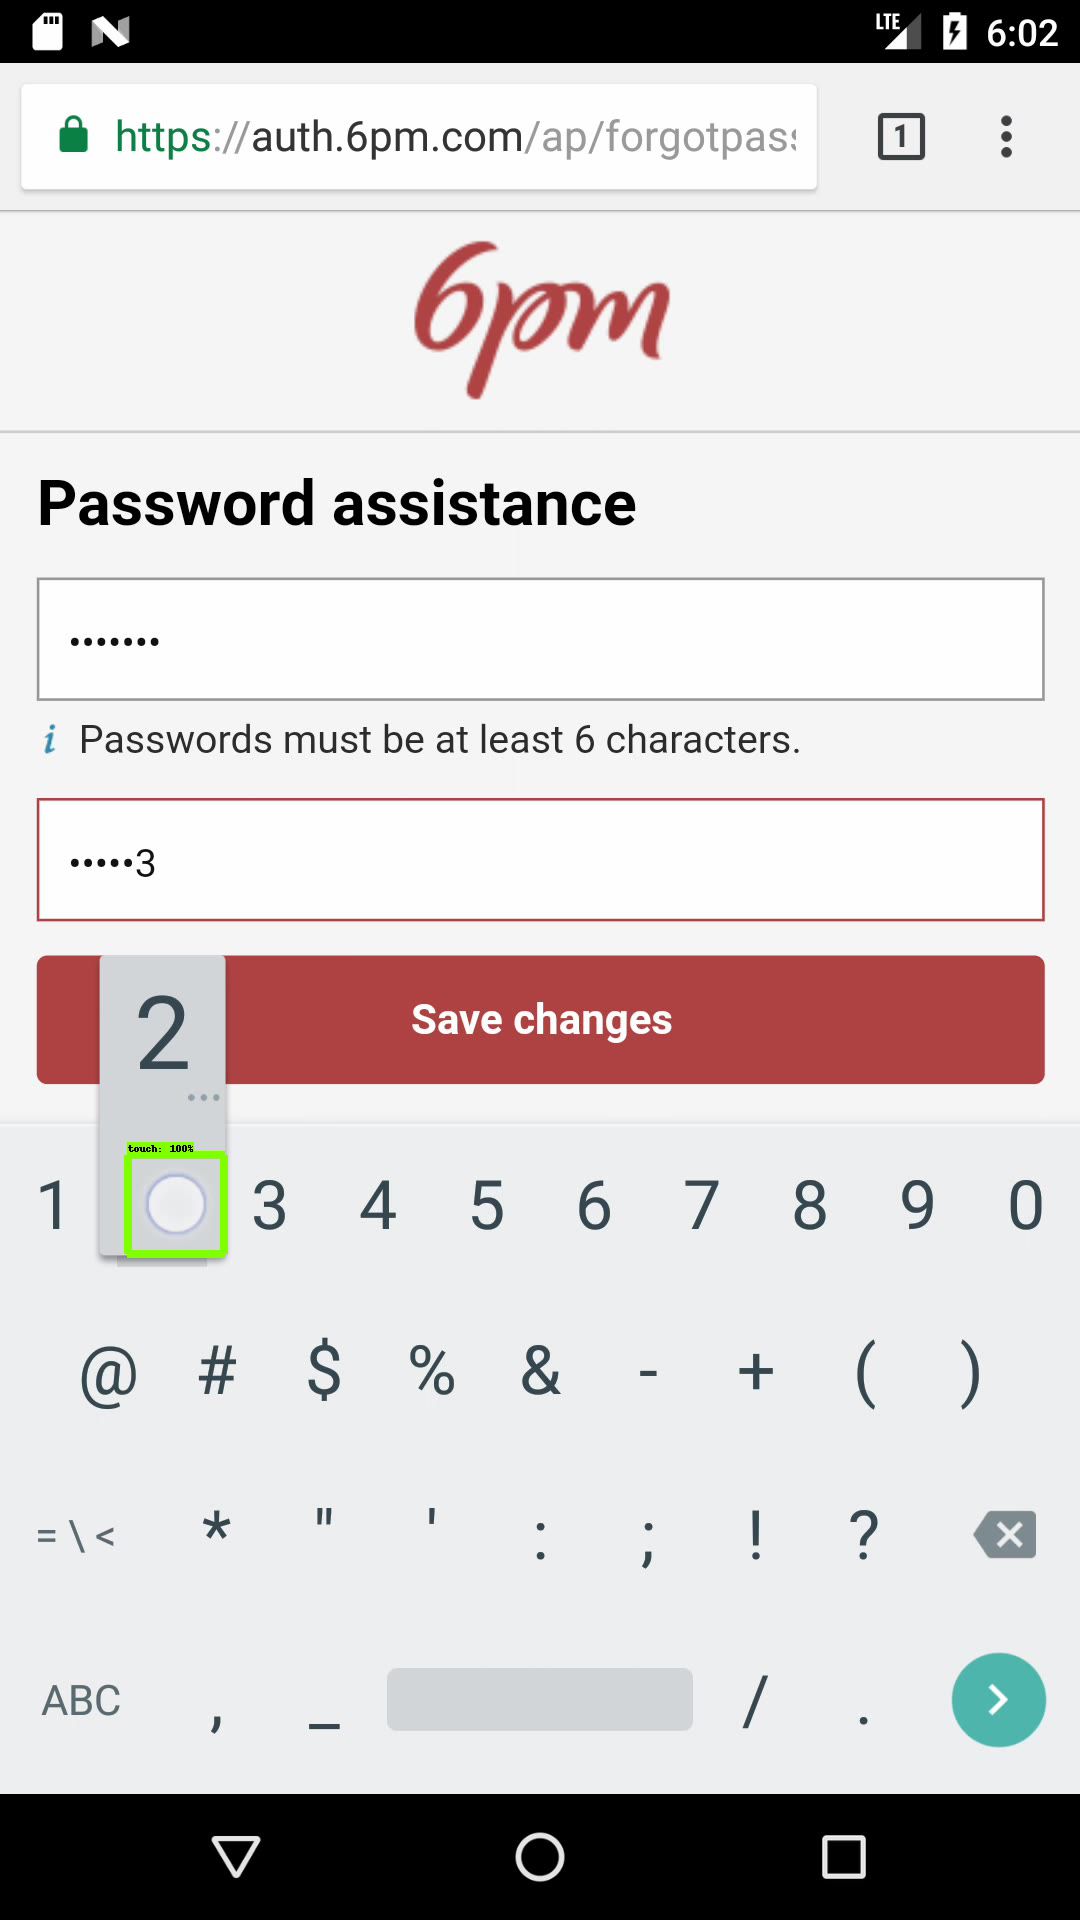 LTE 6:02
https://auth.6pm.com/ap/forgotpass
1
6pm
Password assistance
•••••••
i Passwords must be at least 6 characters.
•••••3
Save changes
2
...
touch: 100%
1 3 4 5 6 7 8 9 0
@ # $ % & - + ( )
= \ < * " ' : ; ! ?
ABC , _ / .